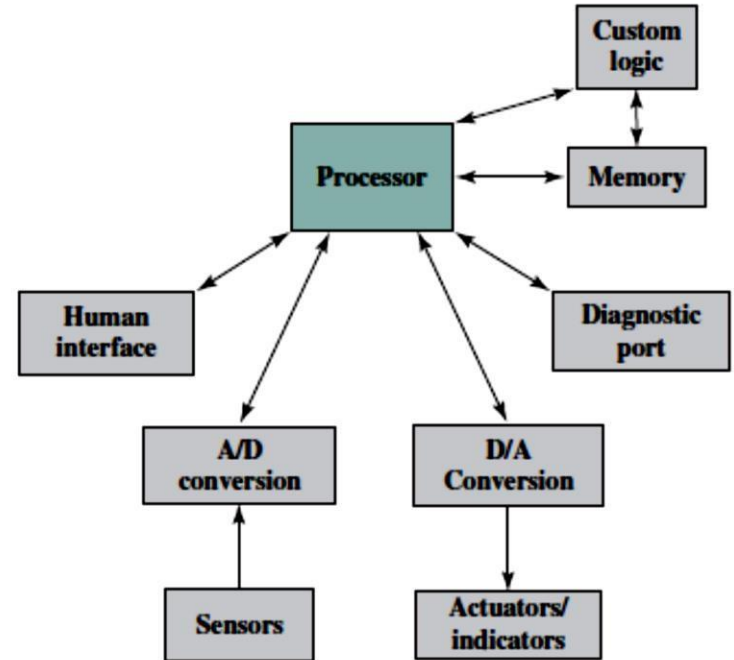 Custom
logic
Processor
Memory
Human
interface
Diagnostic
port
A/D
conversion
D/A
Conversion
Sensors
Actuators/
indicators